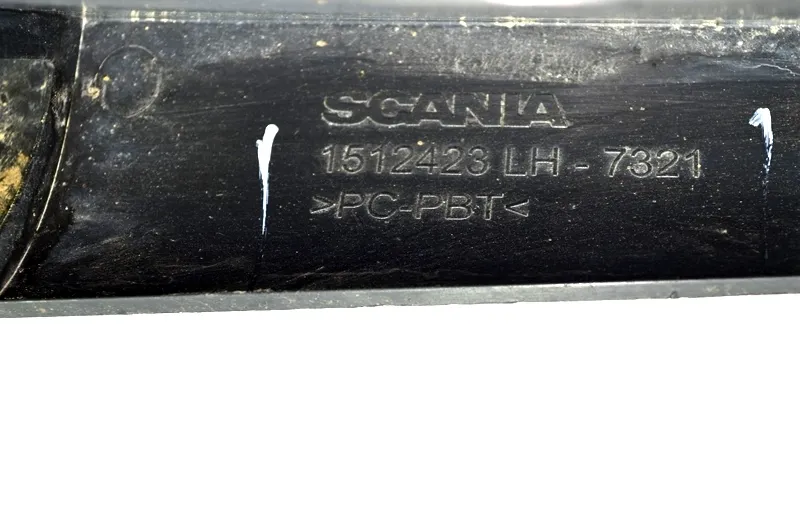 SCANIA
1512423 LH - 7321
>PC-PBT<